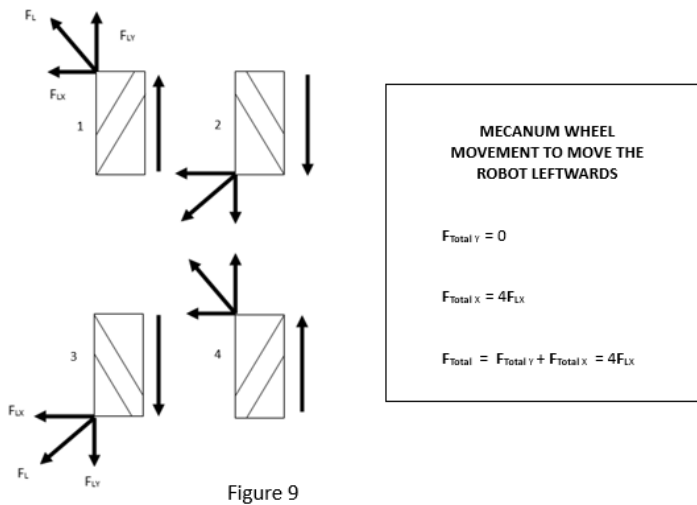 FL
FLY
FLX
1
2
3
4
FLX
FL
FLY
MECANUM WHEEL
MOVEMENT TO MOVE THE
ROBOT LEFTWARDS
FTotal Y = 0
FTotal X = 4FLX
FTotal = FTotal Y + FTotal X = 4FLX
Figure 9